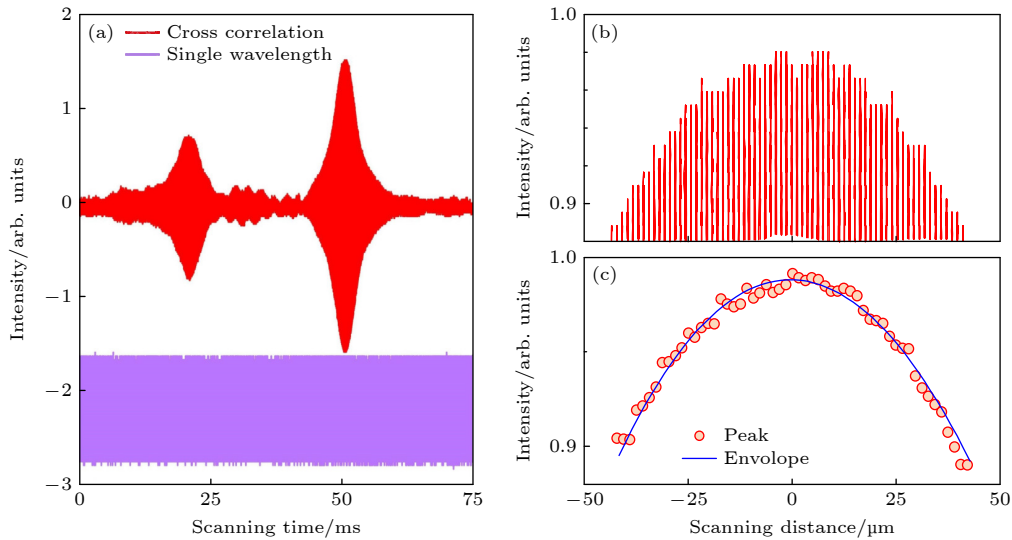 (a)
Cross correlation
Single wavelength
2
1
0
−1
−2
−3
Intensity/arb. units
0
25
50
75
Scanning time/ms
(b)
1.0
0.9
Intensity/arb. units
(c)
1.0
0.9
Intensity/arb. units
Peak
Envolope
−50
−25
0
25
50
Scanning distance/µm